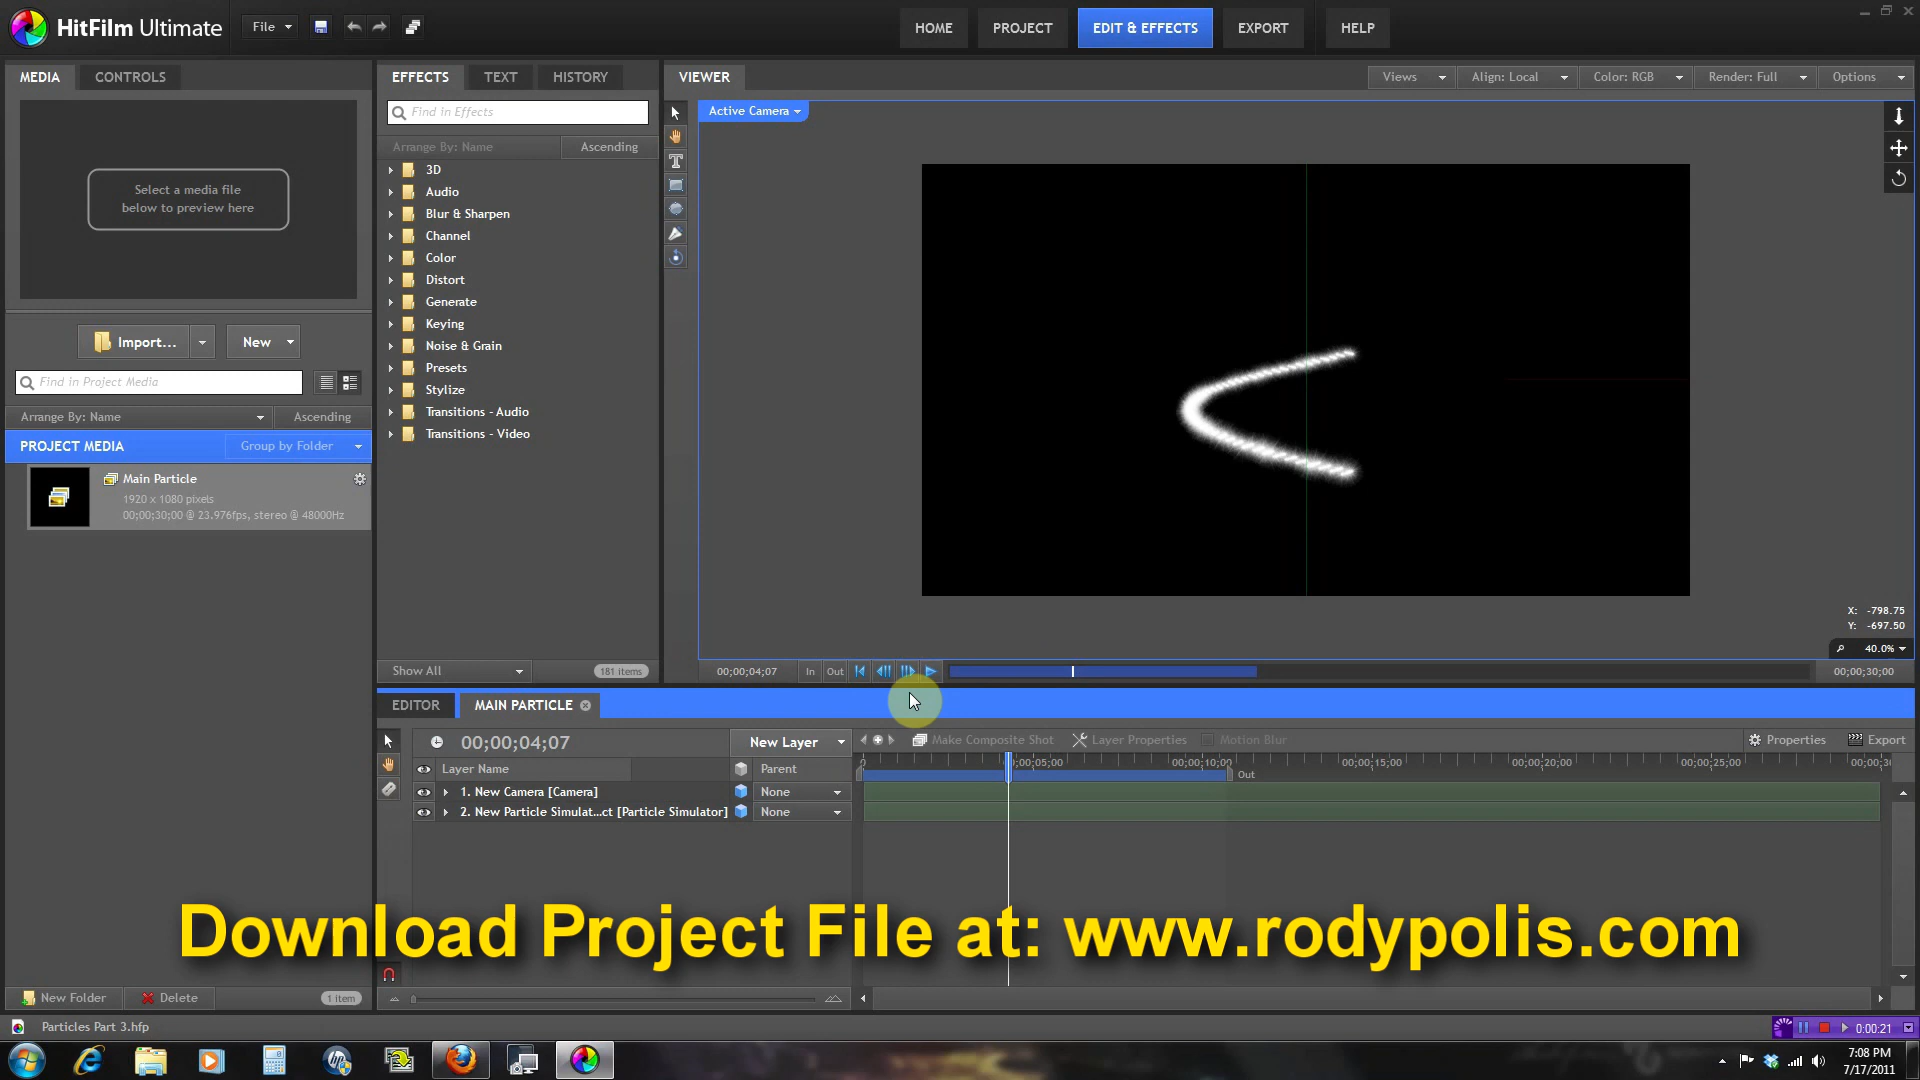 HitFilm Ultimate
File
HOME
PROJECT
EDIT & EFFECTS
EXPORT
HELP
MEDIA
CONTROLS
EFFECTS
TEXT
HISTORY
VIEWER
Views
Align: Local
Color: RGB
Render: Full
Options
Select a media file
below to preview here
Find in Effects
Arrange By: Name
Ascending
3D
Audio
Blur & Sharpen
Channel
Color
Distort
Generate
Keying
Noise & Grain
Presets
Stylize
Transitions - Audio
Transitions - Video
Active Camera
Import...
New
Find in Project Media
Arrange By: Name
Ascending
PROJECT MEDIA
Group by Folder
Main Particle
1920 x 1080 pixels
00;00;30;00 @ 23.976fps, stereo @ 48000Hz
X: -798.75
Y: -697.50
40.0%
Show All
181 items
00;00;04;07
In
Out
00;00;30;00
EDITOR
MAIN PARTICLE
00;00;04;07
New Layer
Make Composite Shot
Layer Properties
Motion Blur
Properties
Export
Layer Name
Parent
0
;00;05;00
00;00;10;00
00;00;15;00
00;00;20;00
00;00;25;00
00;00;3
Out
1. New Camera [Camera]
None
2. New Particle Simulat...ct [Particle Simulator]
None
Download Project File at: www.rodypolis.com
New Folder
Delete
1 item
Particles Part 3.hfp
0:00:21
7:08 PM
7/17/2011